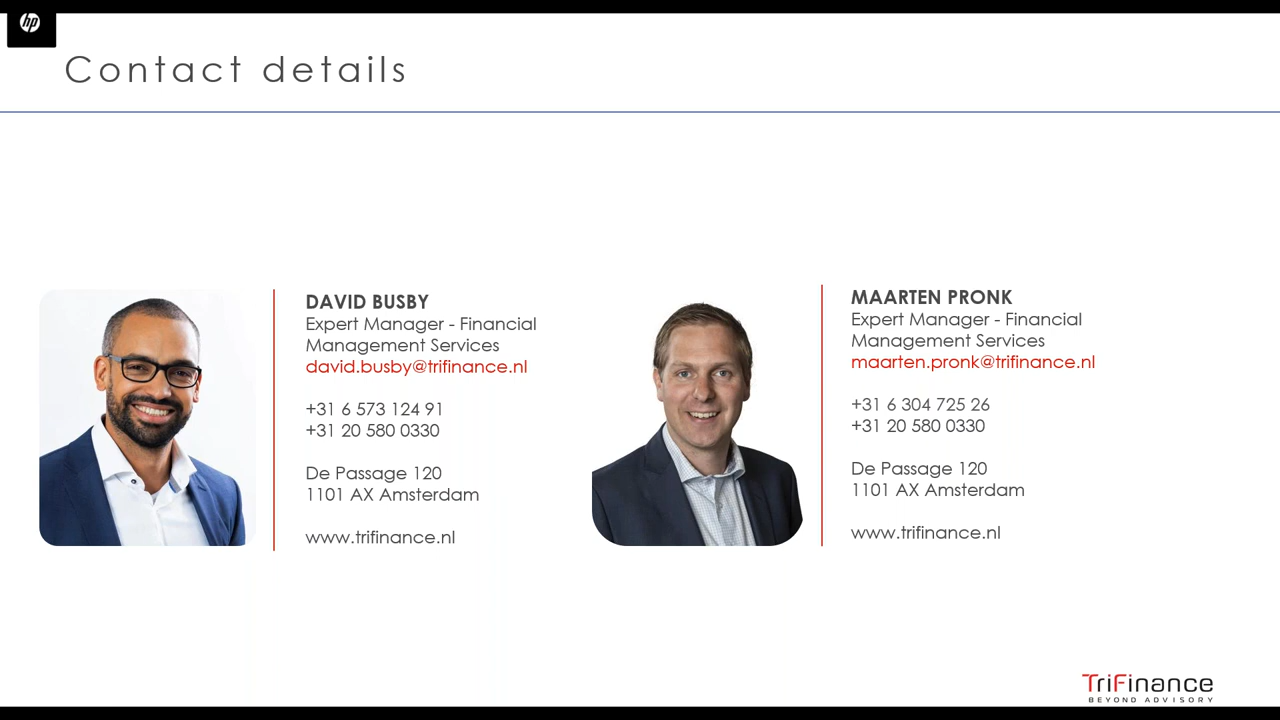 hp
Contact details
DAVID BUSBY
Expert Manager - Financial
Management Services
david.busby@trifinance.nl
+31 6 573 124 91
+31 20 580 0330
De Passage 120
1101 AX Amsterdam
www.trifinance.nl
MAARTEN PRONK
Expert Manager - Financial
Management Services
maarten.pronk@trifinance.nl
+31 6 304 725 26
+31 20 580 0330
De Passage 120
1101 AX Amsterdam
www.trifinance.nl
TriFinance
BEYOND ADVISORY